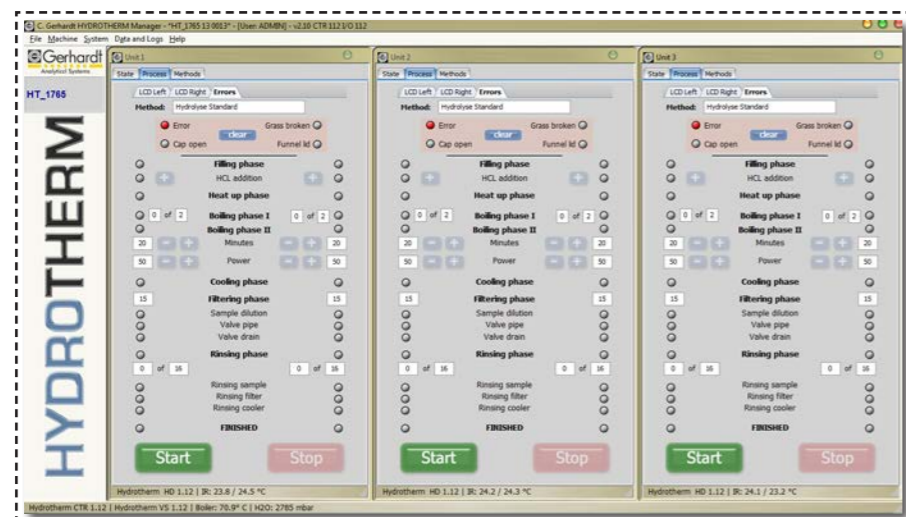 C. Gerhardt HYDROTHERM Manager - "HT_1765 13 0013" - [User ADMIN] - v2.10 CTR 112 I/O 112
File Machine System Data and Logs Help
Gerhardt
Analytical Systems
HT_1765
HYDROTHERM
Unit 1
State Process Methods
LCD Left LCD Right Errors
Method: Hydrolyse Standard
Error clear Grass broken
Cap open Funnel lid
Filling phase
+ HCL addition +
Heat up phase
0 of 2 Boiling phase I 0 of 2
Boiling phase II
20 - + Minutes - + 20
50 - + Power - + 50
Cooling phase
15 Filtering phase 15
Sample dilution
Valve pipe
Valve drain
Rinsing phase
0 of 16 0 of 16
Rinsing sample
Rinsing filter
Rinsing cooler
FINISHED
Start Stop
Hydrotherm HD 1.12 | IR: 23.8 / 24.5 °C
Unit 2
State Process Methods
LCD Left LCD Right Errors
Method: Hydrolyse Standard
Error clear Grass broken
Cap open Funnel lid
Filling phase
+ HCL addition +
Heat up phase
0 of 2 Boiling phase I 0 of 2
Boiling phase II
20 - + Minutes - + 20
50 - + Power - + 50
Cooling phase
15 Filtering phase 15
Sample dilution
Valve pipe
Valve drain
Rinsing phase
0 of 16 0 of 16
Rinsing sample
Rinsing filter
Rinsing cooler
FINISHED
Start Stop
Hydrotherm HD 1.12 | IR: 24.2 / 24.3 °C
Unit 3
State Process Methods
LCD Left LCD Right Errors
Method: Hydrolyse Standard
Error clear Grass broken
Cap open Funnel lid
Filling phase
+ HCL addition +
Heat up phase
0 of 2 Boiling phase I 0 of 2
Boiling phase II
20 - + Minutes - + 20
50 - + Power - + 50
Cooling phase
15 Filtering phase 15
Sample dilution
Valve pipe
Valve drain
Rinsing phase
0 of 16 0 of 16
Rinsing sample
Rinsing filter
Rinsing cooler
FINISHED
Start Stop
Hydrotherm HD 1.12 | IR: 24.1 / 23.2 °C
Hydrotherm CTR 1.12 | Hydrotherm VS 1.12 | Boiler: 70.9° C | H2O: 2785 mbar